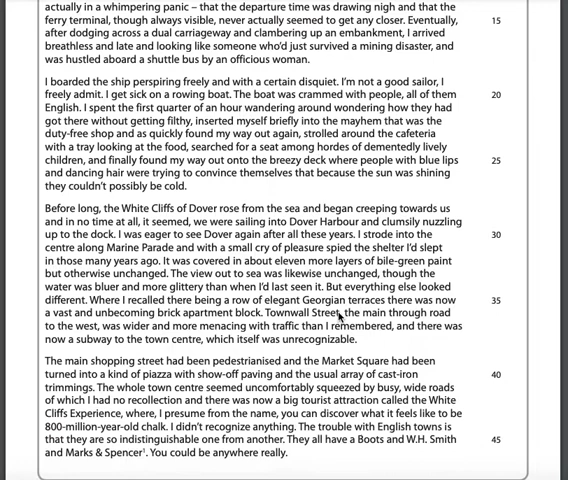 actually in a whimpering panic – that the departure time was drawing nigh and that the
ferry terminal, though always visible, never actually seemed to get any closer. Eventually, 15
after dodging across a dual carriageway and clambering up an embankment, I arrived
breathless and late and looking like someone who'd just survived a mining disaster, and
was hustled aboard a shuttle bus by an officious woman.
I boarded the ship perspiring freely and with a certain disquiet. I'm not a good sailor, I
freely admit. I get sick on a rowing boat. The boat was crammed with people, all of them 20
English. I spent the first quarter of an hour wandering around wondering how they had
got there without getting filthy, inserted myself briefly into the mayhem that was the
duty-free shop and as quickly found my way out again, strolled around the cafeteria
with a tray looking at the food, searched for a seat among hordes of dementedly lively
children, and finally found my way out onto the breezy deck where people with blue lips 25
and dancing hair were trying to convince themselves that because the sun was shining
they couldn't possibly be cold.
Before long, the White Cliffs of Dover rose from the sea and began creeping towards us
and in no time at all, it seemed, we were sailing into Dover Harbour and clumsily nuzzling
up to the dock. I was eager to see Dover again after all these years. I strode into the 30
centre along Marine Parade and with a small cry of pleasure spied the shelter I'd slept
in those many years ago. It was covered in about eleven more layers of bile-green paint
but otherwise unchanged. The view out to sea was likewise unchanged, though the
water was bluer and more glittery than when I'd last seen it. But everything else looked
different. Where I recalled there being a row of elegant Georgian terraces there was now 35
a vast and unbecoming brick apartment block. Townwall Street, the main through road
to the west, was wider and more menacing with traffic than I remembered, and there was
now a subway to the town centre, which itself was unrecognizable.
The main shopping street had been pedestrianised and the Market Square had been
turned into a kind of piazza with show-off paving and the usual array of cast-iron 40
trimmings. The whole town centre seemed uncomfortably squeezed by busy, wide roads
of which I had no recollection and there was now a big tourist attraction called the White
Cliffs Experience, where, I presume from the name, you can discover what it feels like to be
800-million-year-old chalk. I didn't recognize anything. The trouble with English towns is
that they are so indistinguishable one from another. They all have a Boots and W.H. Smith 45
and Marks & Spencer¹. You could be anywhere really.